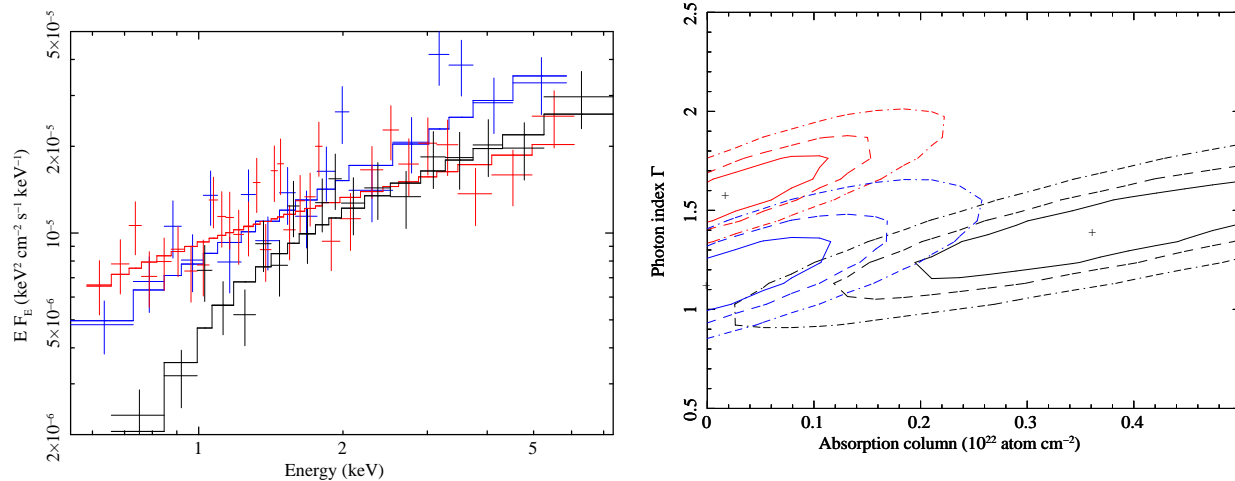 5×10⁻⁵
2×10⁻⁵
10⁻⁵
5×10⁻⁶
2×10⁻⁶
E F_E (keV² cm⁻² s⁻¹ keV⁻¹)
1 2 5
Energy (keV)
2.5
2
1.5
1
0.5
Photon index Γ
0 0.1 0.2 0.3 0.4
Absorption column (10²² atom cm⁻²)